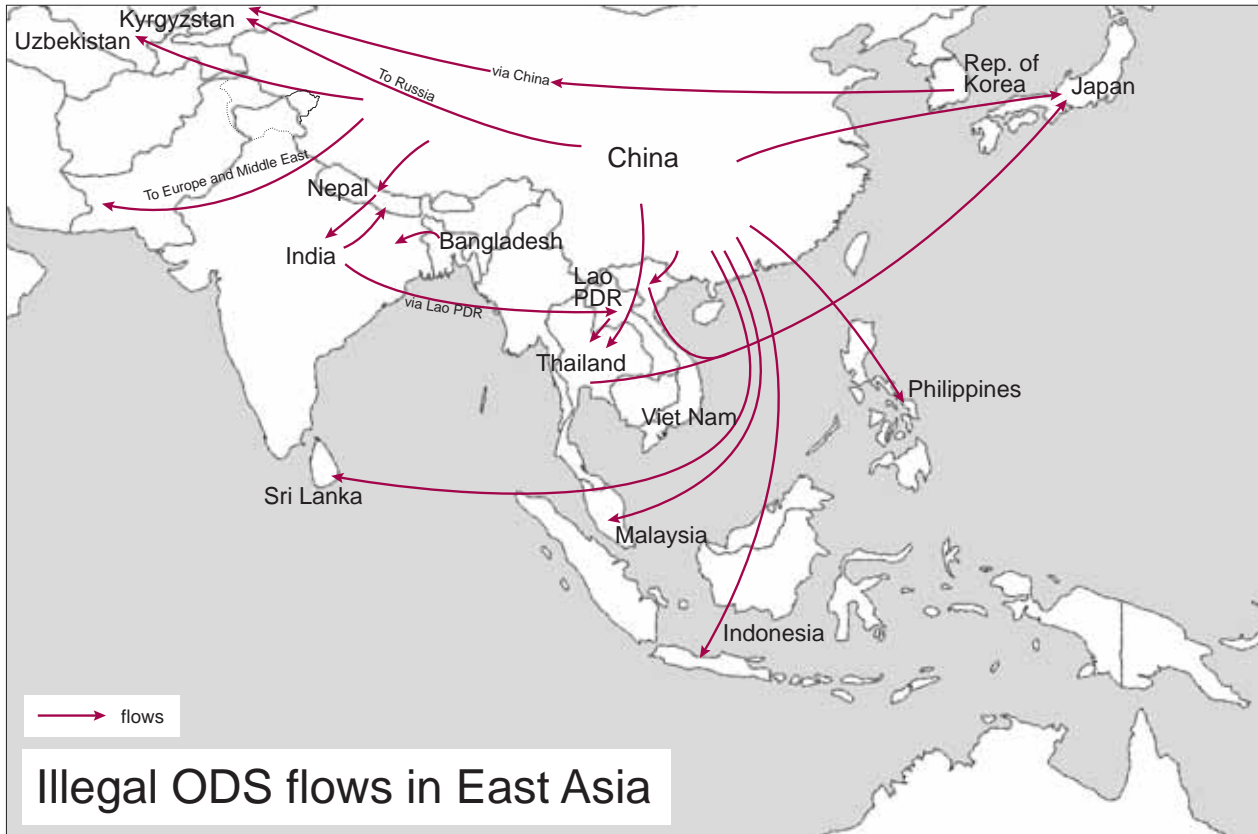 Kyrgyzstan
Uzbekistan
via China
To Russia
Rep. of
Korea
Japan
China
To Europe and Middle East
Nepal
India
Bangladesh
Lao
PDR
via Lao PDR
Thailand
Philippines
Viet Nam
Sri Lanka
Malaysia
Indonesia
flows
Illegal ODS flows in East Asia